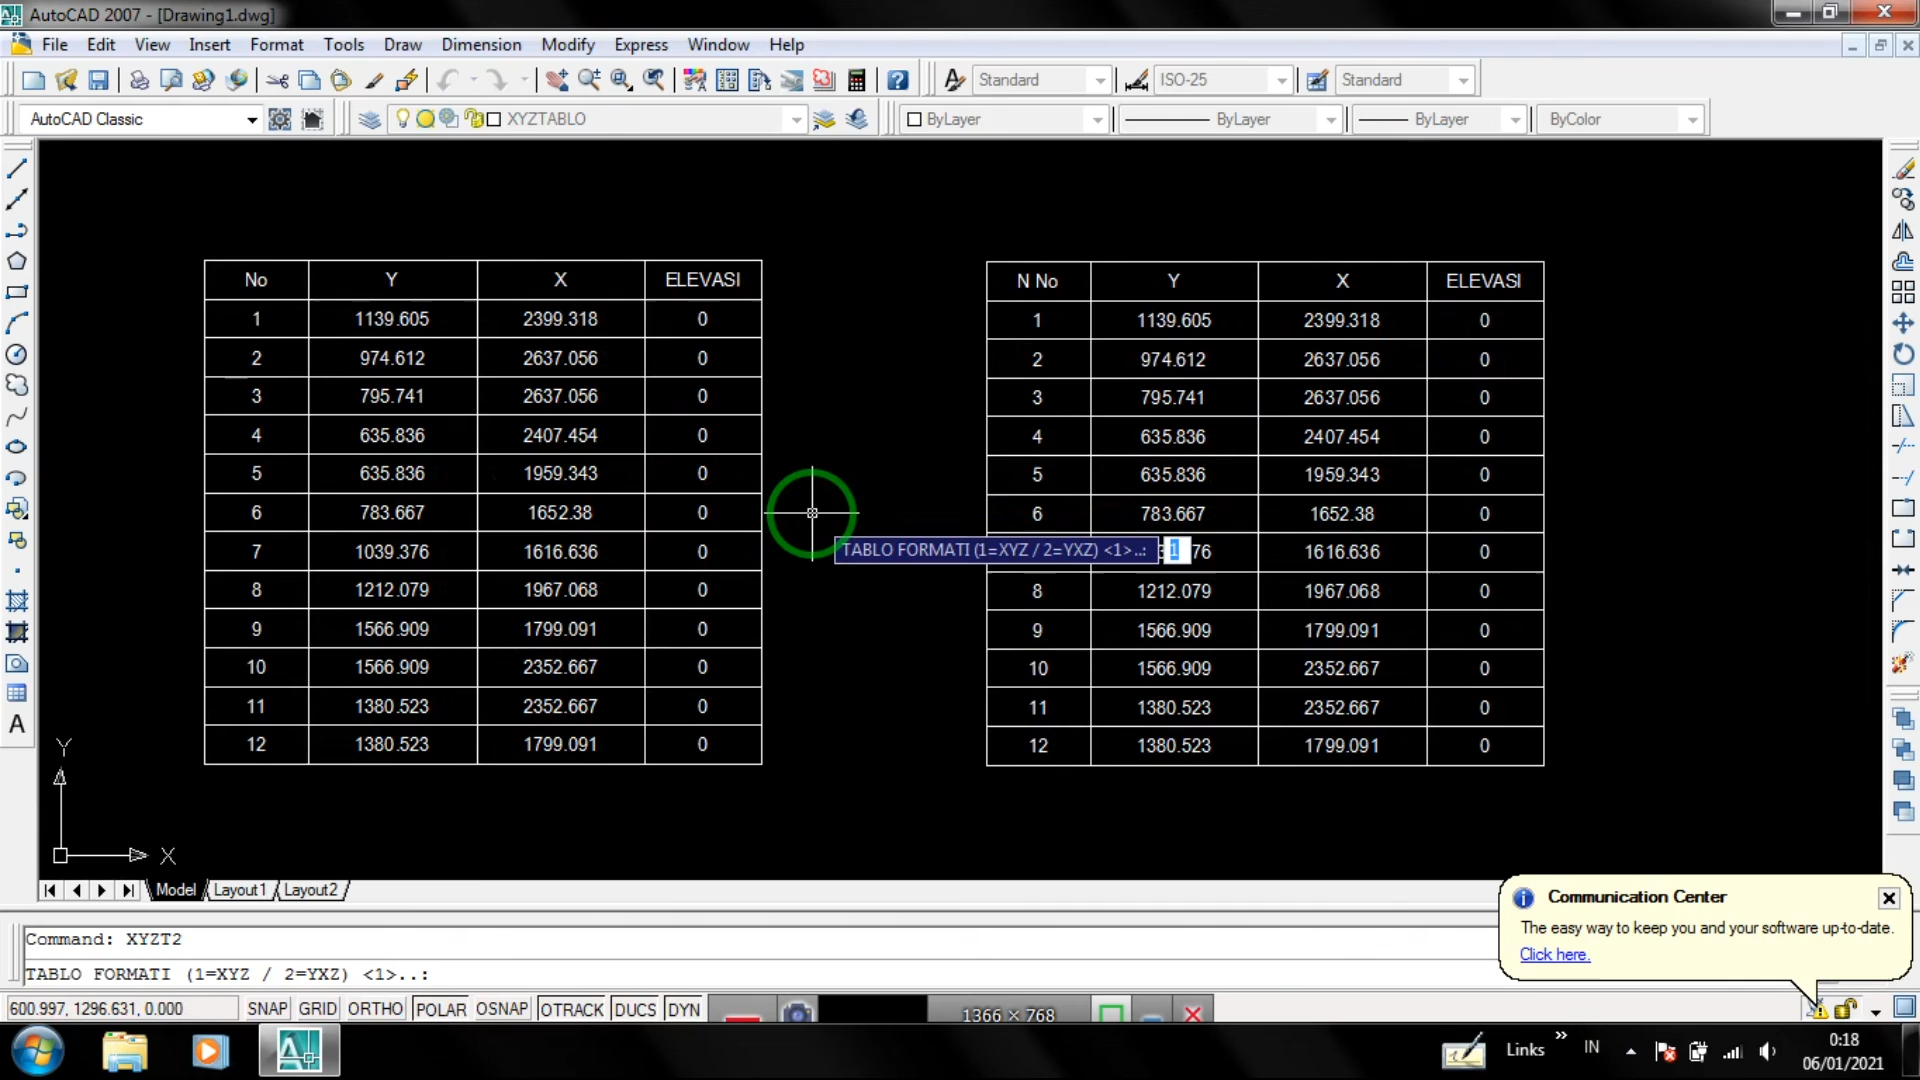 AutoCAD 2007 - [Drawing1.dwg]
File Edit View Insert Format Tools Draw Dimension Modify Express Window Help
Standard ISO-25 Standard
AutoCAD Classic XYZTABLO ByLayer ByLayer ByLayer ByColor
No Y X ELEVASI
1 1139.605 2399.318 0
2 974.612 2637.056 0
3 795.741 2637.056 0
4 635.836 2407.454 0
5 635.836 1959.343 0
6 783.667 1652.38 0
7 1039.376 1616.636 0
8 1212.079 1967.068 0
9 1566.909 1799.091 0
10 1566.909 2352.667 0
11 1380.523 2352.667 0
12 1380.523 1799.091 0
N No Y X ELEVASI
1 1139.605 2399.318 0
2 974.612 2637.056 0
3 795.741 2637.056 0
4 635.836 2407.454 0
5 635.836 1959.343 0
6 783.667 1652.38 0
TABLO FORMATI (1=XYZ / 2=YXZ) <1>..: 1 76 1616.636 0
8 1212.079 1967.068 0
9 1566.909 1799.091 0
10 1566.909 2352.667 0
11 1380.523 2352.667 0
12 1380.523 1799.091 0
Y
X
Model Layout1 Layout2
Command: XYZT2
TABLO FORMATI (1=XYZ / 2=YXZ) <1>..:
Communication Center
The easy way to keep you and your software up-to-date.
Click here.
600.997, 1296.631, 0.000 SNAP GRID ORTHO POLAR OSNAP OTRACK DUCS DYN
1366 × 768
Links » IN
0:18
06/01/2021